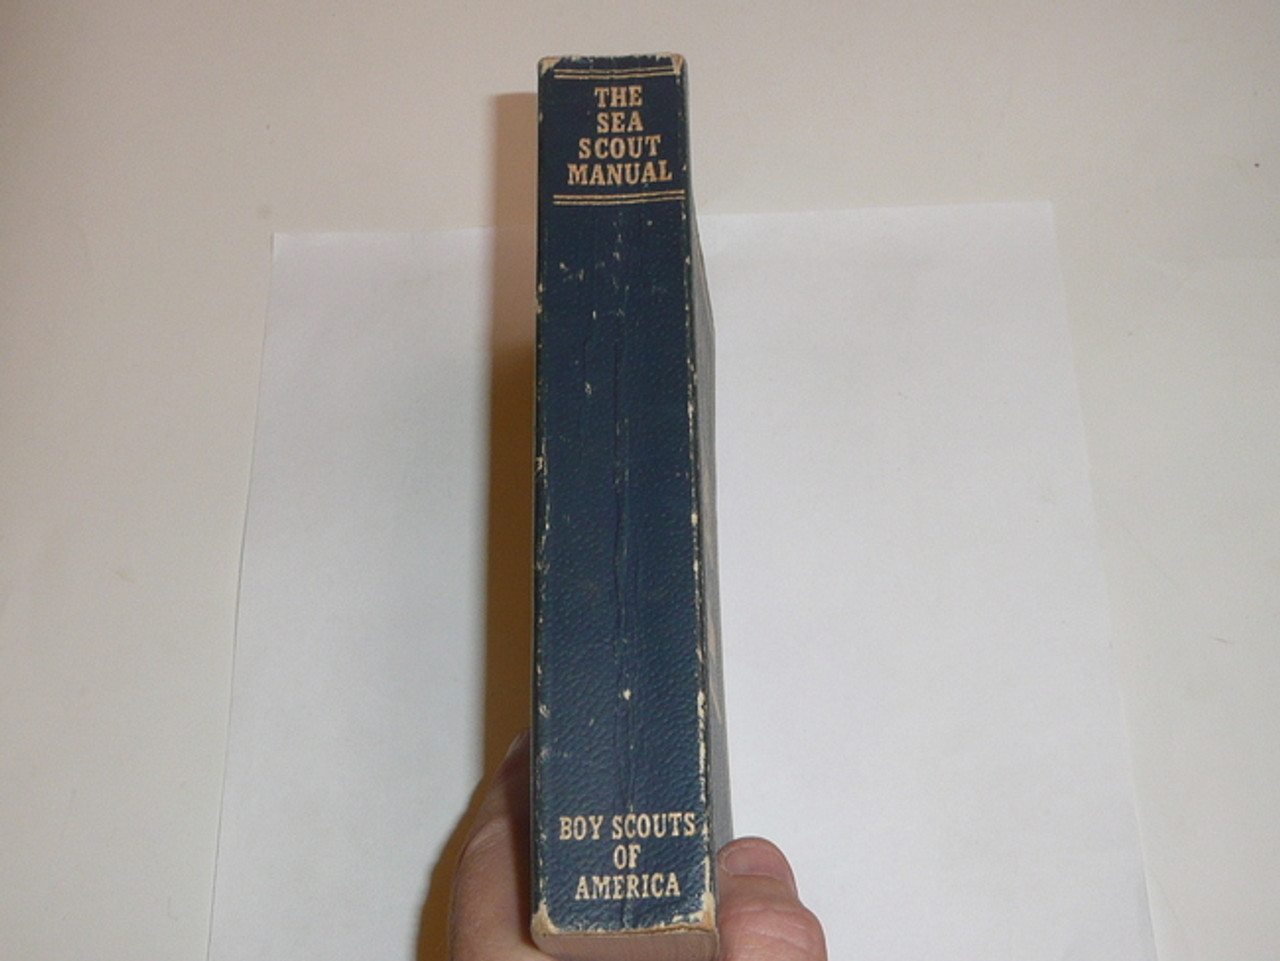 THE
SEA
SCOUT
MANUAL
BOY SCOUTS
OF
AMERICA